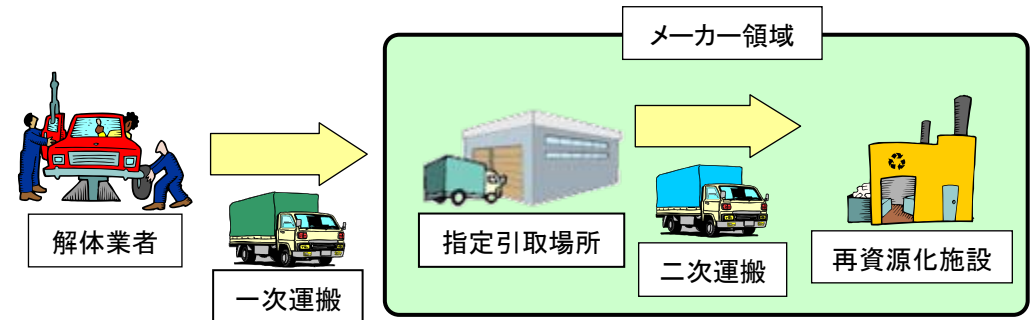 メーカー領域
解体業者
一次運搬
指定引取場所
二次運搬
再資源化施設